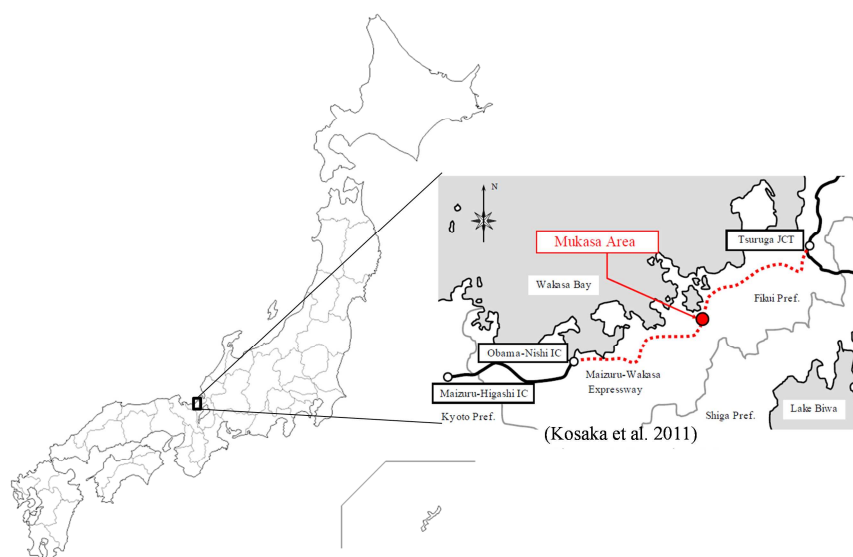 N
Mukasa Area
Tsuruga JCT
Wakasa Bay
Fikui Pref.
Obama-Nishi IC
Maizuru-Wakasa
Expressway
Maizuru-Higashi IC
Kyoto Pref.
Shiga Pref.
Lake Biwa
(Kosaka et al. 2011)